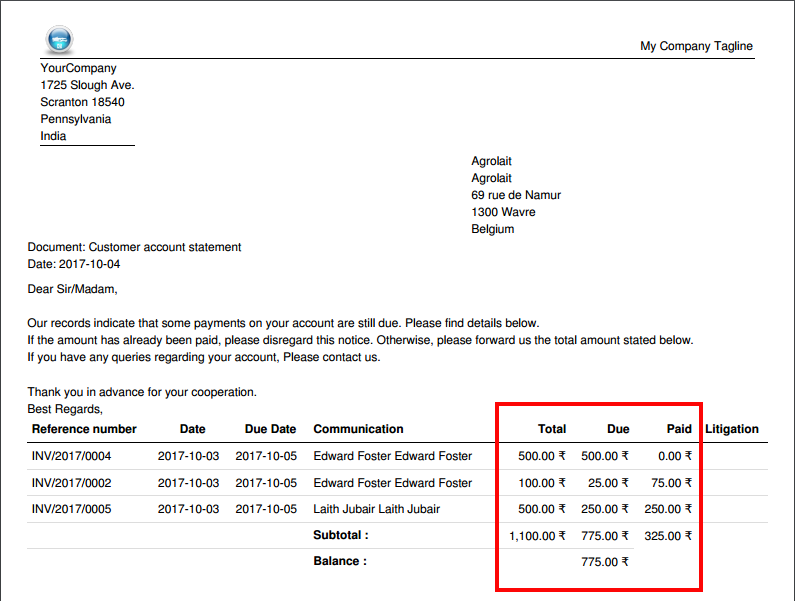 My Company Tagline
YourCompany
1725 Slough Ave.
Scranton 18540
Pennsylvania
India
Agrolait
Agrolait
69 rue de Namur
1300 Wavre
Belgium
Document: Customer account statement
Date: 2017-10-04
Dear Sir/Madam,
Our records indicate that some payments on your account are still due. Please find details below.
If the amount has already been paid, please disregard this notice. Otherwise, please forward us the total amount stated below.
If you have any queries regarding your account, Please contact us.
Thank you in advance for your cooperation.
Best Regards,
Reference number Date Due Date Communication Total Due Paid Litigation
INV/2017/0004 2017-10-03 2017-10-05 Edward Foster Edward Foster 500.00 ₹ 500.00 ₹ 0.00 ₹
INV/2017/0002 2017-10-03 2017-10-05 Edward Foster Edward Foster 100.00 ₹ 25.00 ₹ 75.00 ₹
INV/2017/0005 2017-10-03 2017-10-05 Laith Jubair Laith Jubair 500.00 ₹ 250.00 ₹ 250.00 ₹
Subtotal : 1,100.00 ₹ 775.00 ₹ 325.00 ₹
Balance : 775.00 ₹